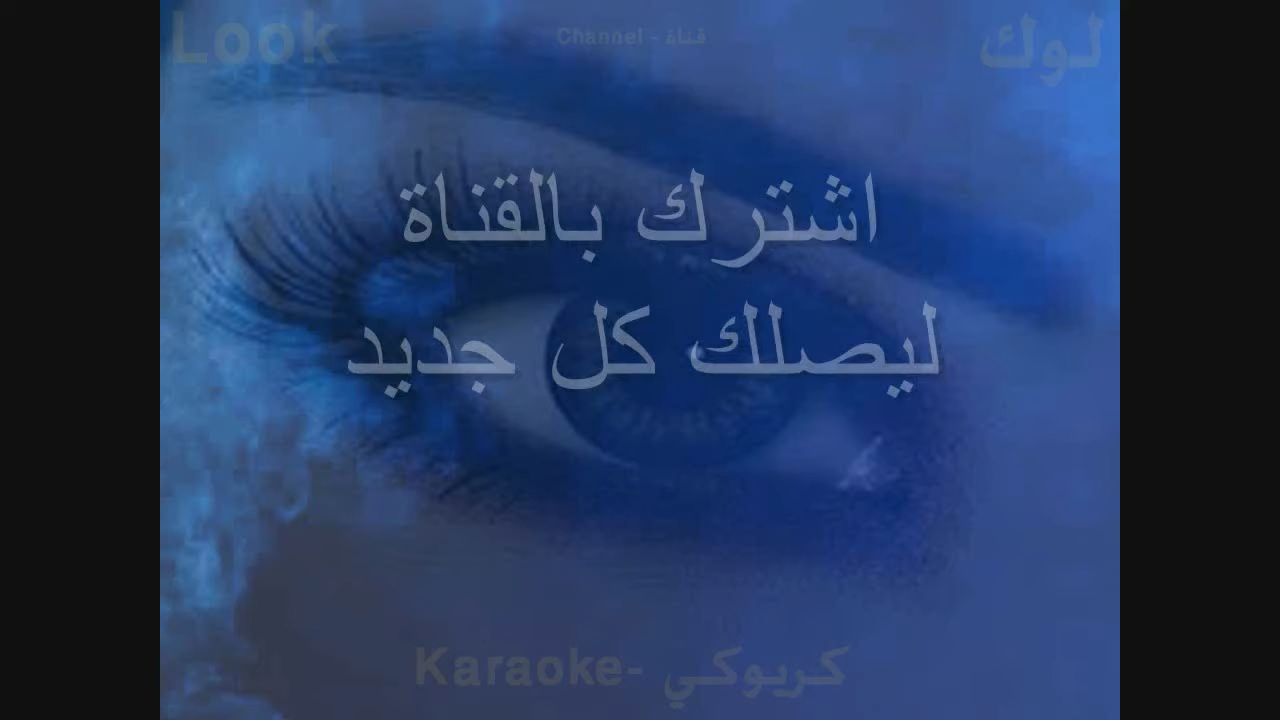 Look
Channel - قناة
لوك
اشترك بالقناة
ليصلك كل جديد
Karaoke- كريوكي